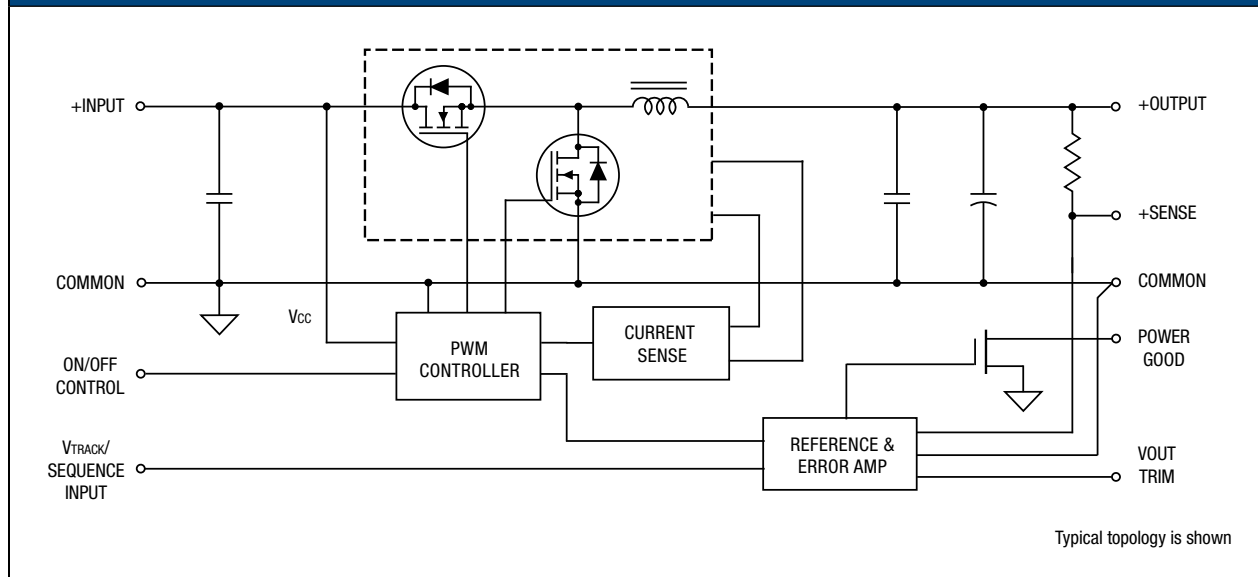 +INPUT
+OUTPUT
+SENSE
COMMON
COMMON
VCC
PWM
CONTROLLER
CURRENT
SENSE
POWER
GOOD
ON/OFF
CONTROL
REFERENCE &
ERROR AMP
VTRACK/
SEQUENCE
INPUT
VOUT
TRIM
Typical topology is shown